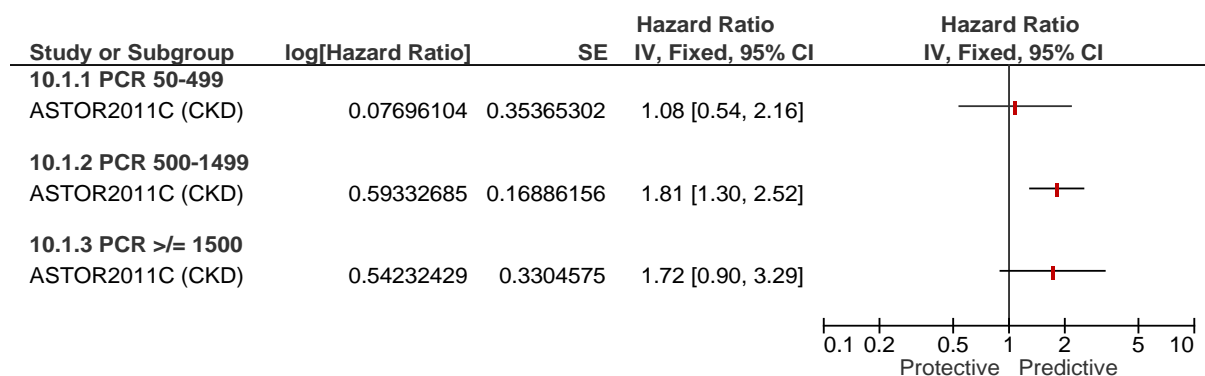 Hazard Ratio Hazard Ratio
Study or Subgroup log[Hazard Ratio] SE IV, Fixed, 95% CI IV, Fixed, 95% CI
10.1.1 PCR 50-499
ASTOR2011C (CKD) 0.07696104 0.35365302 1.08 [0.54, 2.16]
10.1.2 PCR 500-1499
ASTOR2011C (CKD) 0.59332685 0.16886156 1.81 [1.30, 2.52]
10.1.3 PCR >/= 1500
ASTOR2011C (CKD) 0.54232429 0.3304575 1.72 [0.90, 3.29]
0.1 0.2 0.5 1 2 5 10
Protective Predictive